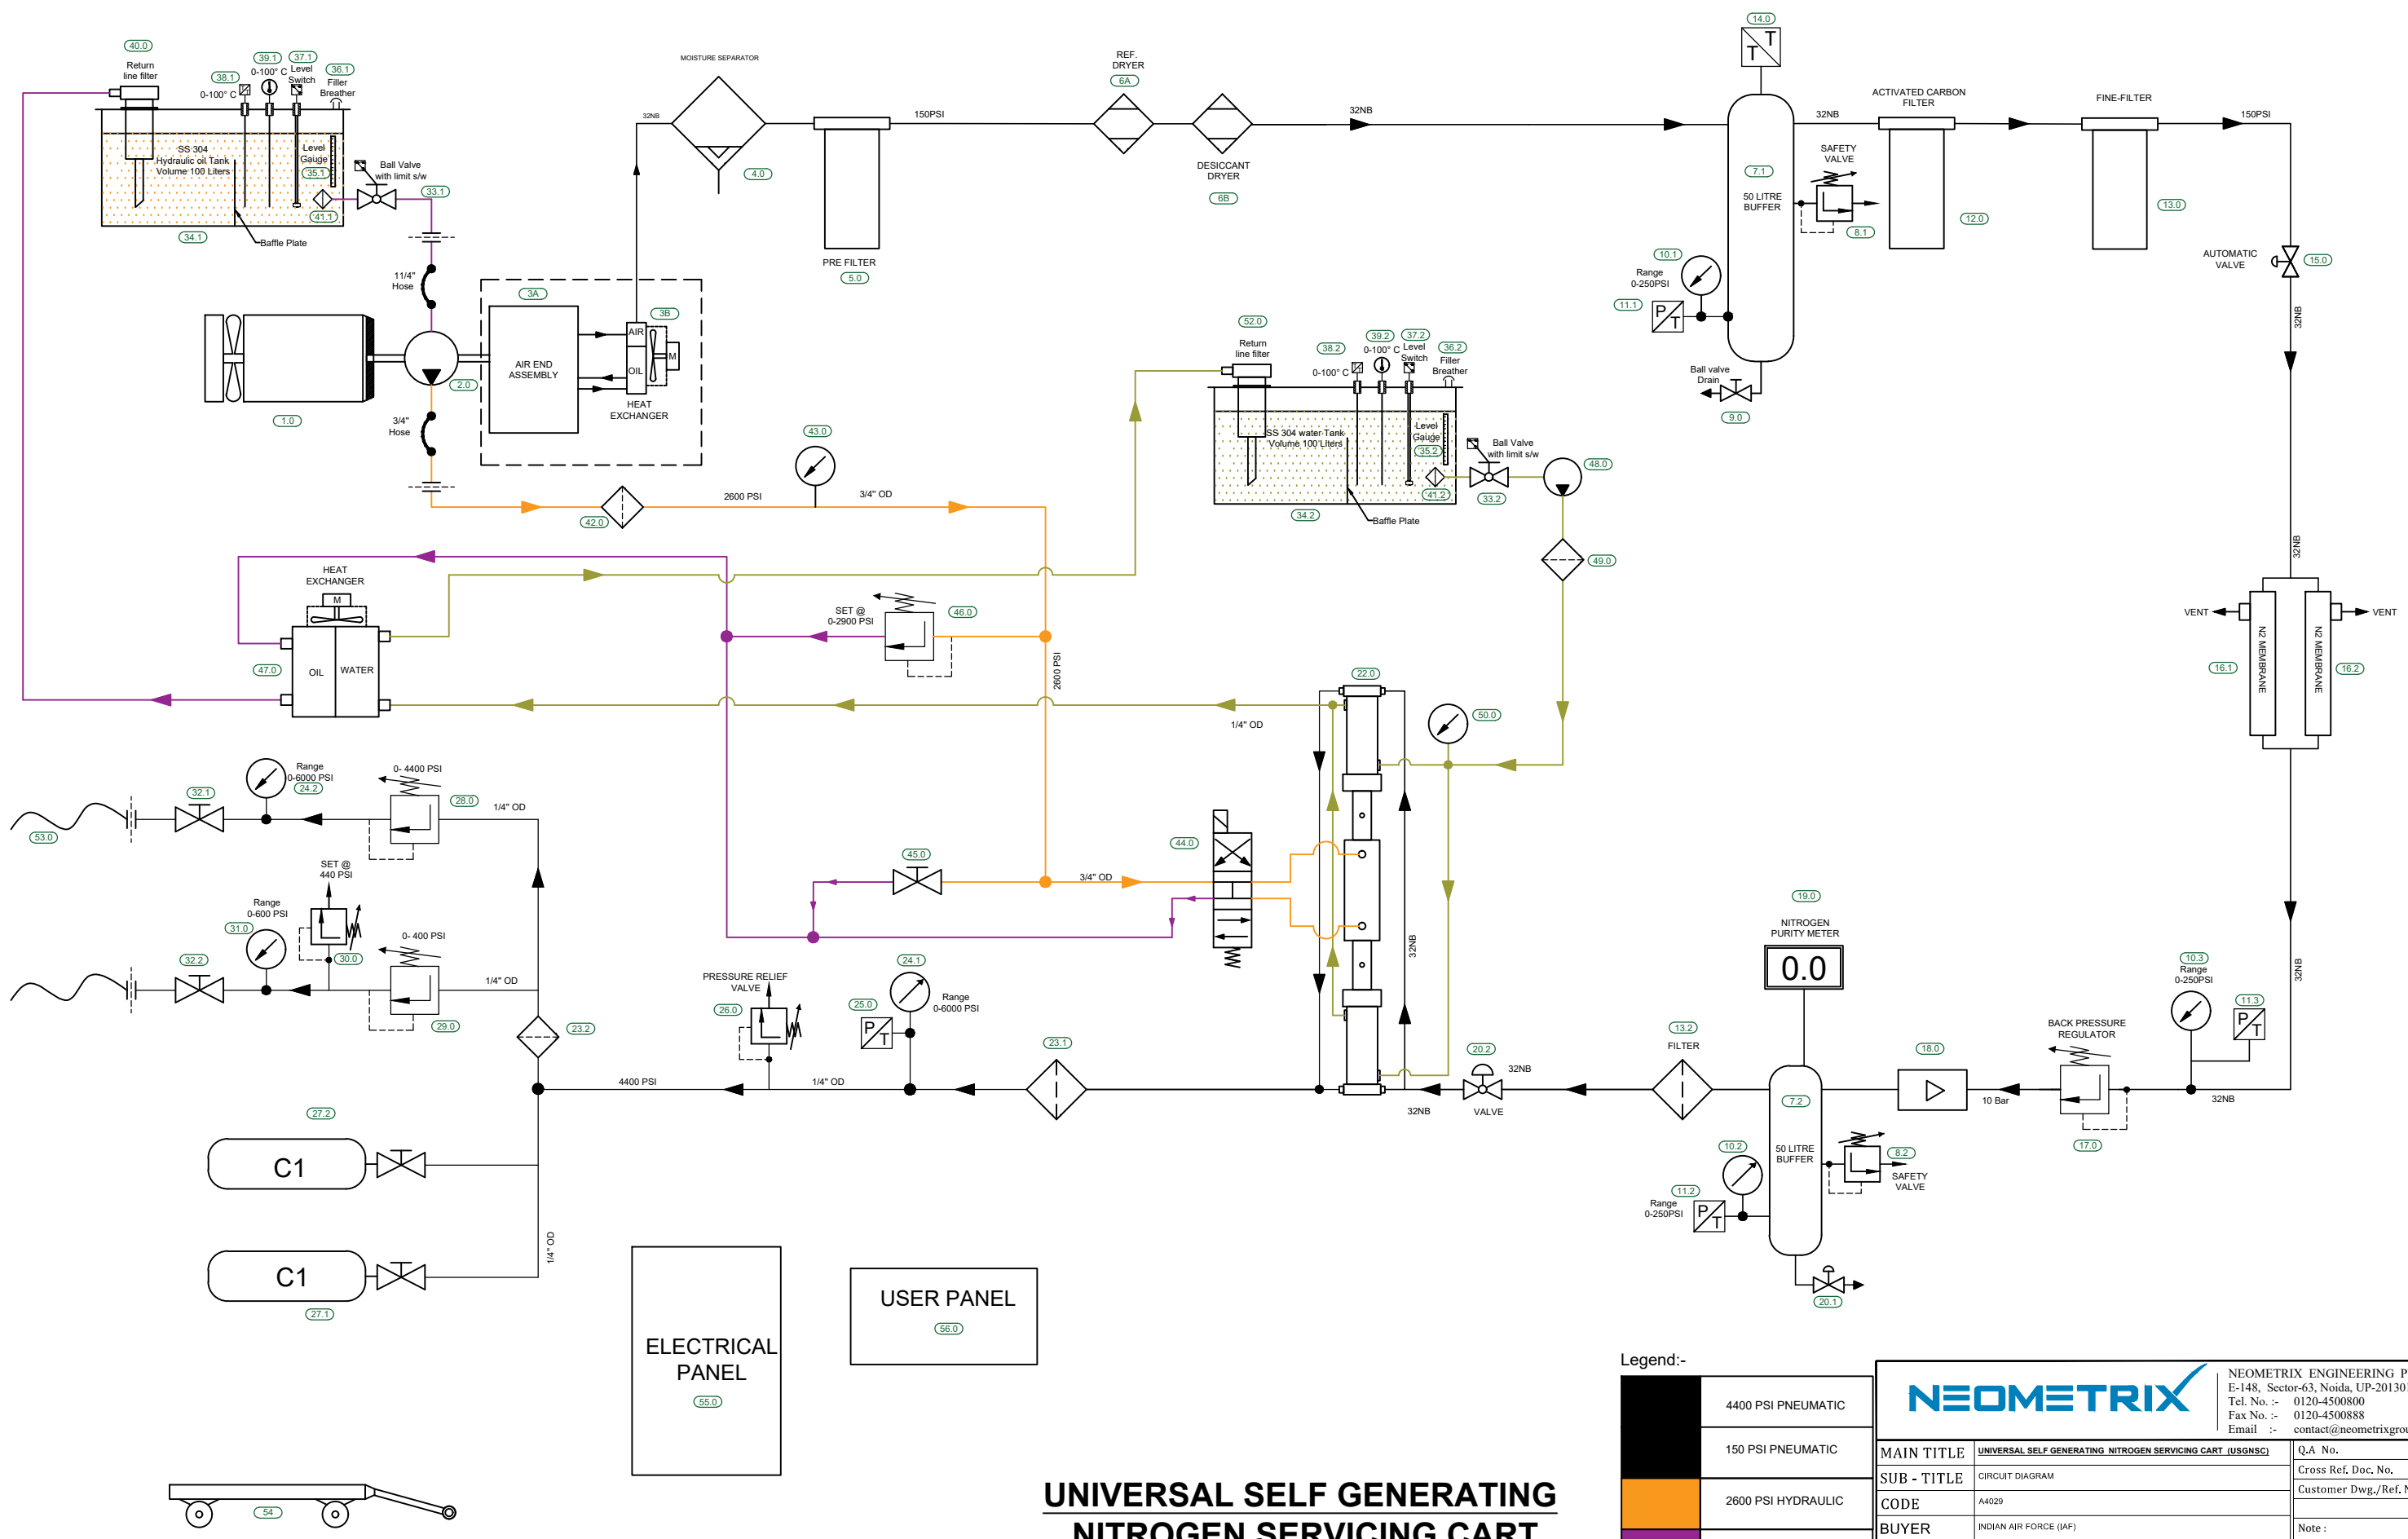 40.0
Return
line filter
38.1
0-100° C
39.1
0-100° C
37.1
Level
Switch
36.1
Filler
Breather
SS 304
Hydraulic oil Tank
Volume 100 Liters
Level
Gauge
35.1
41.1
Ball Valve
with limit s/w
33.1
34.1
Baffle Plate
11/4"
Hose
1.0
2.0
3/4"
Hose
3A
AIR END
ASSEMBLY
3B
AIR
OIL
M
HEAT
EXCHANGER
32NB
MOISTURE SEPARATOR
4.0
PRE FILTER
5.0
150PSI
REF.
DRYER
6A
DESICCANT
DRYER
6B
32NB
14.0
T
T
7.1
50 LITRE
BUFFER
32NB
SAFETY
VALVE
8.1
10.1
Range
0-250PSI
11.1
P
T
Ball valve
Drain
9.0
ACTIVATED CARBON
FILTER
12.0
FINE-FILTER
13.0
150PSI
AUTOMATIC
VALVE
15.0
32NB
32NB
VENT
VENT
N2 MEMBRANE
N2 MEMBRANE
16.1
16.2
32NB
52.0
Return
line filter
38.2
0-100° C
39.2
0-100° C
37.2
Level
Switch
36.2
Filler
Breather
SS 304 water Tank
Volume 100 Liters
Level
Gauge
35.2
41.2
Ball Valve
with limit s/w
33.2
34.2
Baffle Plate
48.0
49.0
42.0
2600 PSI
43.0
3/4" OD
HEAT
EXCHANGER
M
OIL
WATER
47.0
SET @
0-2900 PSI
46.0
2600 PSI
22.0
1/4" OD
50.0
44.0
45.0
3/4" OD
32NB
53.0
32.1
Range
0-6000 PSI
24.2
0- 4400 PSI
28.0
1/4" OD
SET @
440 PSI
30.0
Range
0-600 PSI
31.0
32.2
0- 400 PSI
29.0
1/4" OD
23.2
PRESSURE RELIEF
VALVE
26.0
25.0
P
T
24.1
Range
0-6000 PSI
4400 PSI
1/4" OD
23.1
32NB
20.2
32NB
VALVE
13.2
FILTER
19.0
NITROGEN
PURITY METER
0.0
7.2
50 LITRE
BUFFER
10.2
11.2
Range
0-250PSI
P
T
8.2
SAFETY
VALVE
20.1
18.0
10 Bar
BACK PRESSURE
REGULATOR
17.0
10.3
Range
0-250PSI
11.3
P
T
32NB
27.2
C1
C1
27.1
1/4" OD
ELECTRICAL
PANEL
55.0
USER PANEL
56.0
54
UNIVERSAL SELF GENERATING
NITROGEN SERVICING CART
Legend:-
4400 PSI PNEUMATIC
150 PSI PNEUMATIC
2600 PSI HYDRAULIC
NEOMETRIX
NEOMETRIX ENGINEERING P
E-148, Sector-63, Noida, UP-20130
Tel. No. :- 0120-4500800
Fax No. :- 0120-4500888
Email :- contact@neometrixgrou
MAIN TITLE UNIVERSAL SELF GENERATING NITROGEN SERVICING CART (USGNSC)
SUB - TITLE CIRCUIT DIAGRAM
CODE A4029
BUYER INDIAN AIR FORCE (IAF)
Q.A No.
Cross Ref. Doc. No.
Customer Dwg./Ref. N
Note :